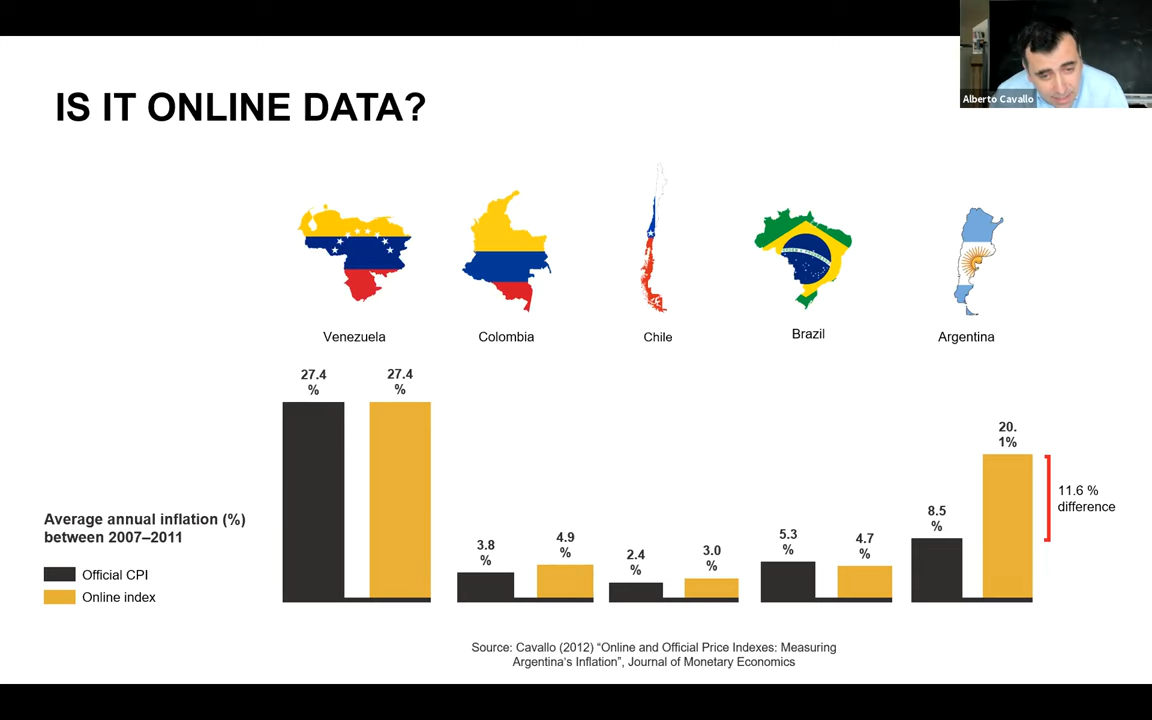 Alberto Cavallo
IS IT ONLINE DATA?
Venezuela
Colombia
Chile
Brazil
Argentina
27.4
%
27.4
%
3.8
%
4.9
%
2.4
%
3.0
%
5.3
%
4.7
%
8.5
%
20.
1%
11.6 %
difference
Average annual inflation (%)
between 2007–2011
Official CPI
Online index
Source: Cavallo (2012) “Online and Official Price Indexes: Measuring
Argentina‘s Inflation”, Journal of Monetary Economics